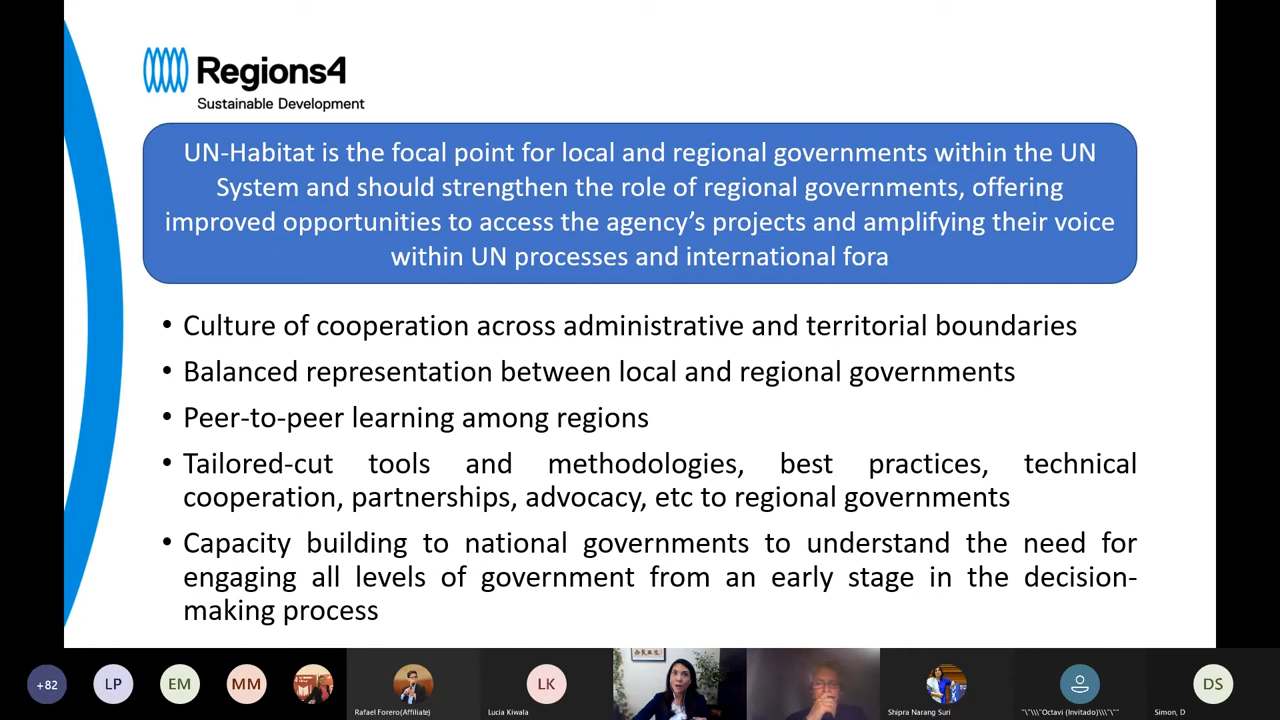 Regions4
Sustainable Development
UN-Habitat is the focal point for local and regional governments within the UN
System and should strengthen the role of regional governments, offering
improved opportunities to access the agency's projects and amplifying their voice
within UN processes and international fora
• Culture of cooperation across administrative and territorial boundaries
• Balanced representation between local and regional governments
• Peer-to-peer learning among regions
• Tailored-cut tools and methodologies, best practices, technical
cooperation, partnerships, advocacy, etc to regional governments
• Capacity building to national governments to understand the need for
engaging all levels of government from an early stage in the decision-
making process
+82
LP
EM
MM
Rafael Forero(Affiliate)
LK
Lucia Kiwala
Shipra Narang Suri
"\"\\\"Octavi (Invitado)\\\"\""
DS
Simon, D